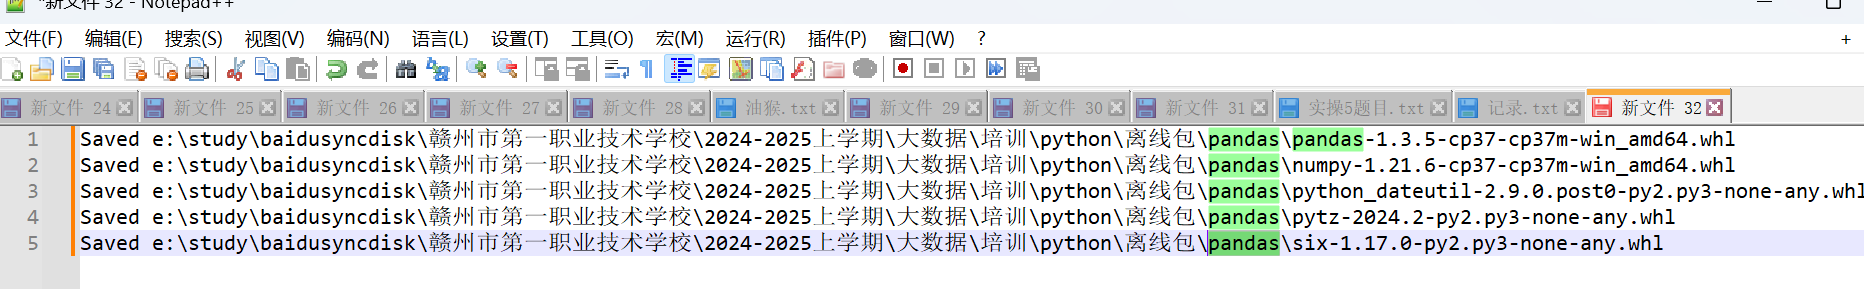 *新文件 32 - Notepad++
文件(F) 编辑(E) 搜索(S) 视图(V) 编码(N) 语言(L) 设置(T) 工具(O) 宏(M) 运行(R) 插件(P) 窗口(W) ? +
新文件 24 新文件 25 新文件 26 新文件 27 新文件 28 油猴.txt 新文件 29 新文件 30 新文件 31 实操5题目.txt 记录.txt 新文件 32
1 Saved e:\study\baidusyncdisk\赣州市第一职业技术学校\2024-2025上学期\大数据\培训\python\离线包\pandas\pandas-1.3.5-cp37-cp37m-win_amd64.whl
2 Saved e:\study\baidusyncdisk\赣州市第一职业技术学校\2024-2025上学期\大数据\培训\python\离线包\pandas\numpy-1.21.6-cp37-cp37m-win_amd64.whl
3 Saved e:\study\baidusyncdisk\赣州市第一职业技术学校\2024-2025上学期\大数据\培训\python\离线包\pandas\python_dateutil-2.9.0.post0-py2.py3-none-any.whl
4 Saved e:\study\baidusyncdisk\赣州市第一职业技术学校\2024-2025上学期\大数据\培训\python\离线包\pandas\pytz-2024.2-py2.py3-none-any.whl
5 Saved e:\study\baidusyncdisk\赣州市第一职业技术学校\2024-2025上学期\大数据\培训\python\离线包\pandas\six-1.17.0-py2.py3-none-any.whl